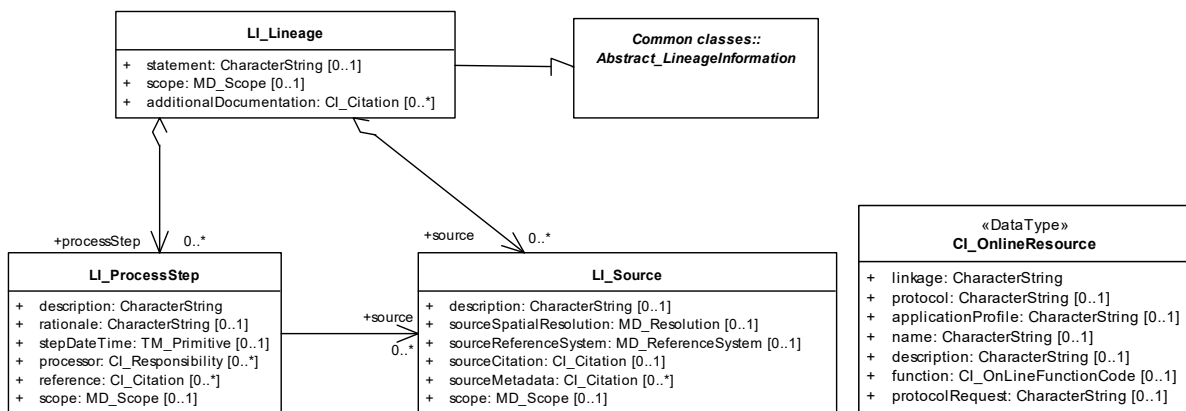 LI_Lineage
+ statement: CharacterString [0..1]
+ scope: MD_Scope [0..1]
+ additionalDocumentation: CI_Citation [0..*]
Common classes::
Abstract_LineageInformation
+processStep 0..*
+source 0..*
LI_ProcessStep
+ description: CharacterString
+ rationale: CharacterString [0..1]
+ stepDateTime: TM_Primitive [0..1]
+ processor: CI_Responsibility [0..*]
+ reference: CI_Citation [0..*]
+ scope: MD_Scope [0..1]
+source
0..*
LI_Source
+ description: CharacterString [0..1]
+ sourceSpatialResolution: MD_Resolution [0..1]
+ sourceReferenceSystem: MD_ReferenceSystem [0..1]
+ sourceCitation: CI_Citation [0..1]
+ sourceMetadata: CI_Citation [0..*]
+ scope: MD_Scope [0..1]
«DataType»
CI_OnlineResource
+ linkage: CharacterString
+ protocol: CharacterString [0..1]
+ applicationProfile: CharacterString [0..1]
+ name: CharacterString [0..1]
+ description: CharacterString [0..1]
+ function: CI_OnLineFunctionCode [0..1]
+ protocolRequest: CharacterString [0..1]